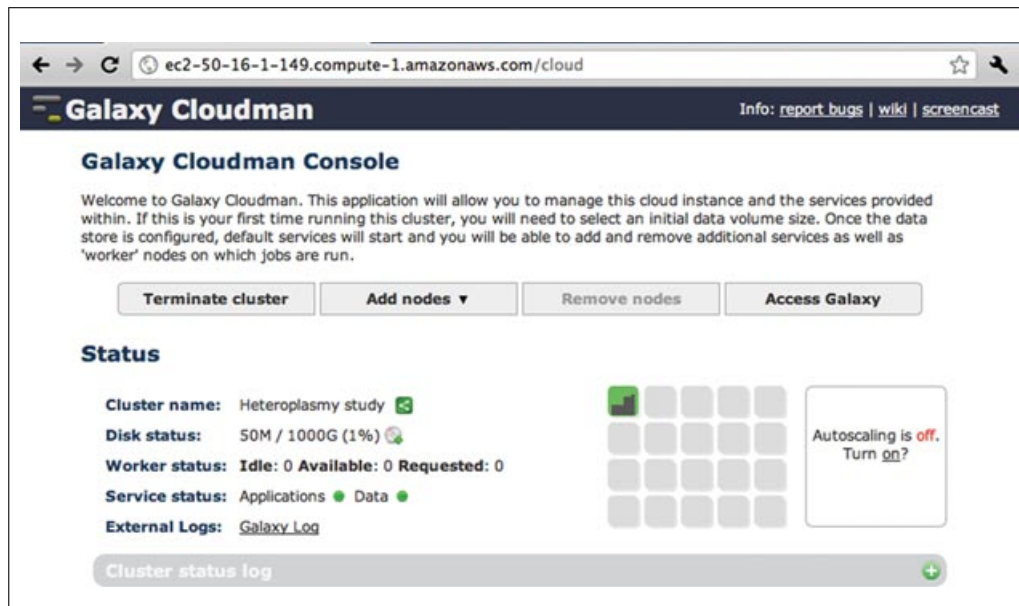 ec2-50-16-1-149.compute-1.amazonaws.com/cloud
Galaxy Cloudman
Info: report bugs | wiki | screencast
Galaxy Cloudman Console
Welcome to Galaxy Cloudman. This application will allow you to manage this cloud instance and the services provided
within. If this is your first time running this cluster, you will need to select an initial data volume size. Once the data
store is configured, default services will start and you will be able to add and remove additional services as well as
'worker' nodes on which jobs are run.
Terminate cluster
Add nodes ▼
Remove nodes
Access Galaxy
Status
Cluster name: Heteroplasmy study
Disk status: 50M / 1000G (1%)
Worker status: Idle: 0 Available: 0 Requested: 0
Service status: Applications Data
External Logs: Galaxy Log
Autoscaling is off.
Turn on?
Cluster status log